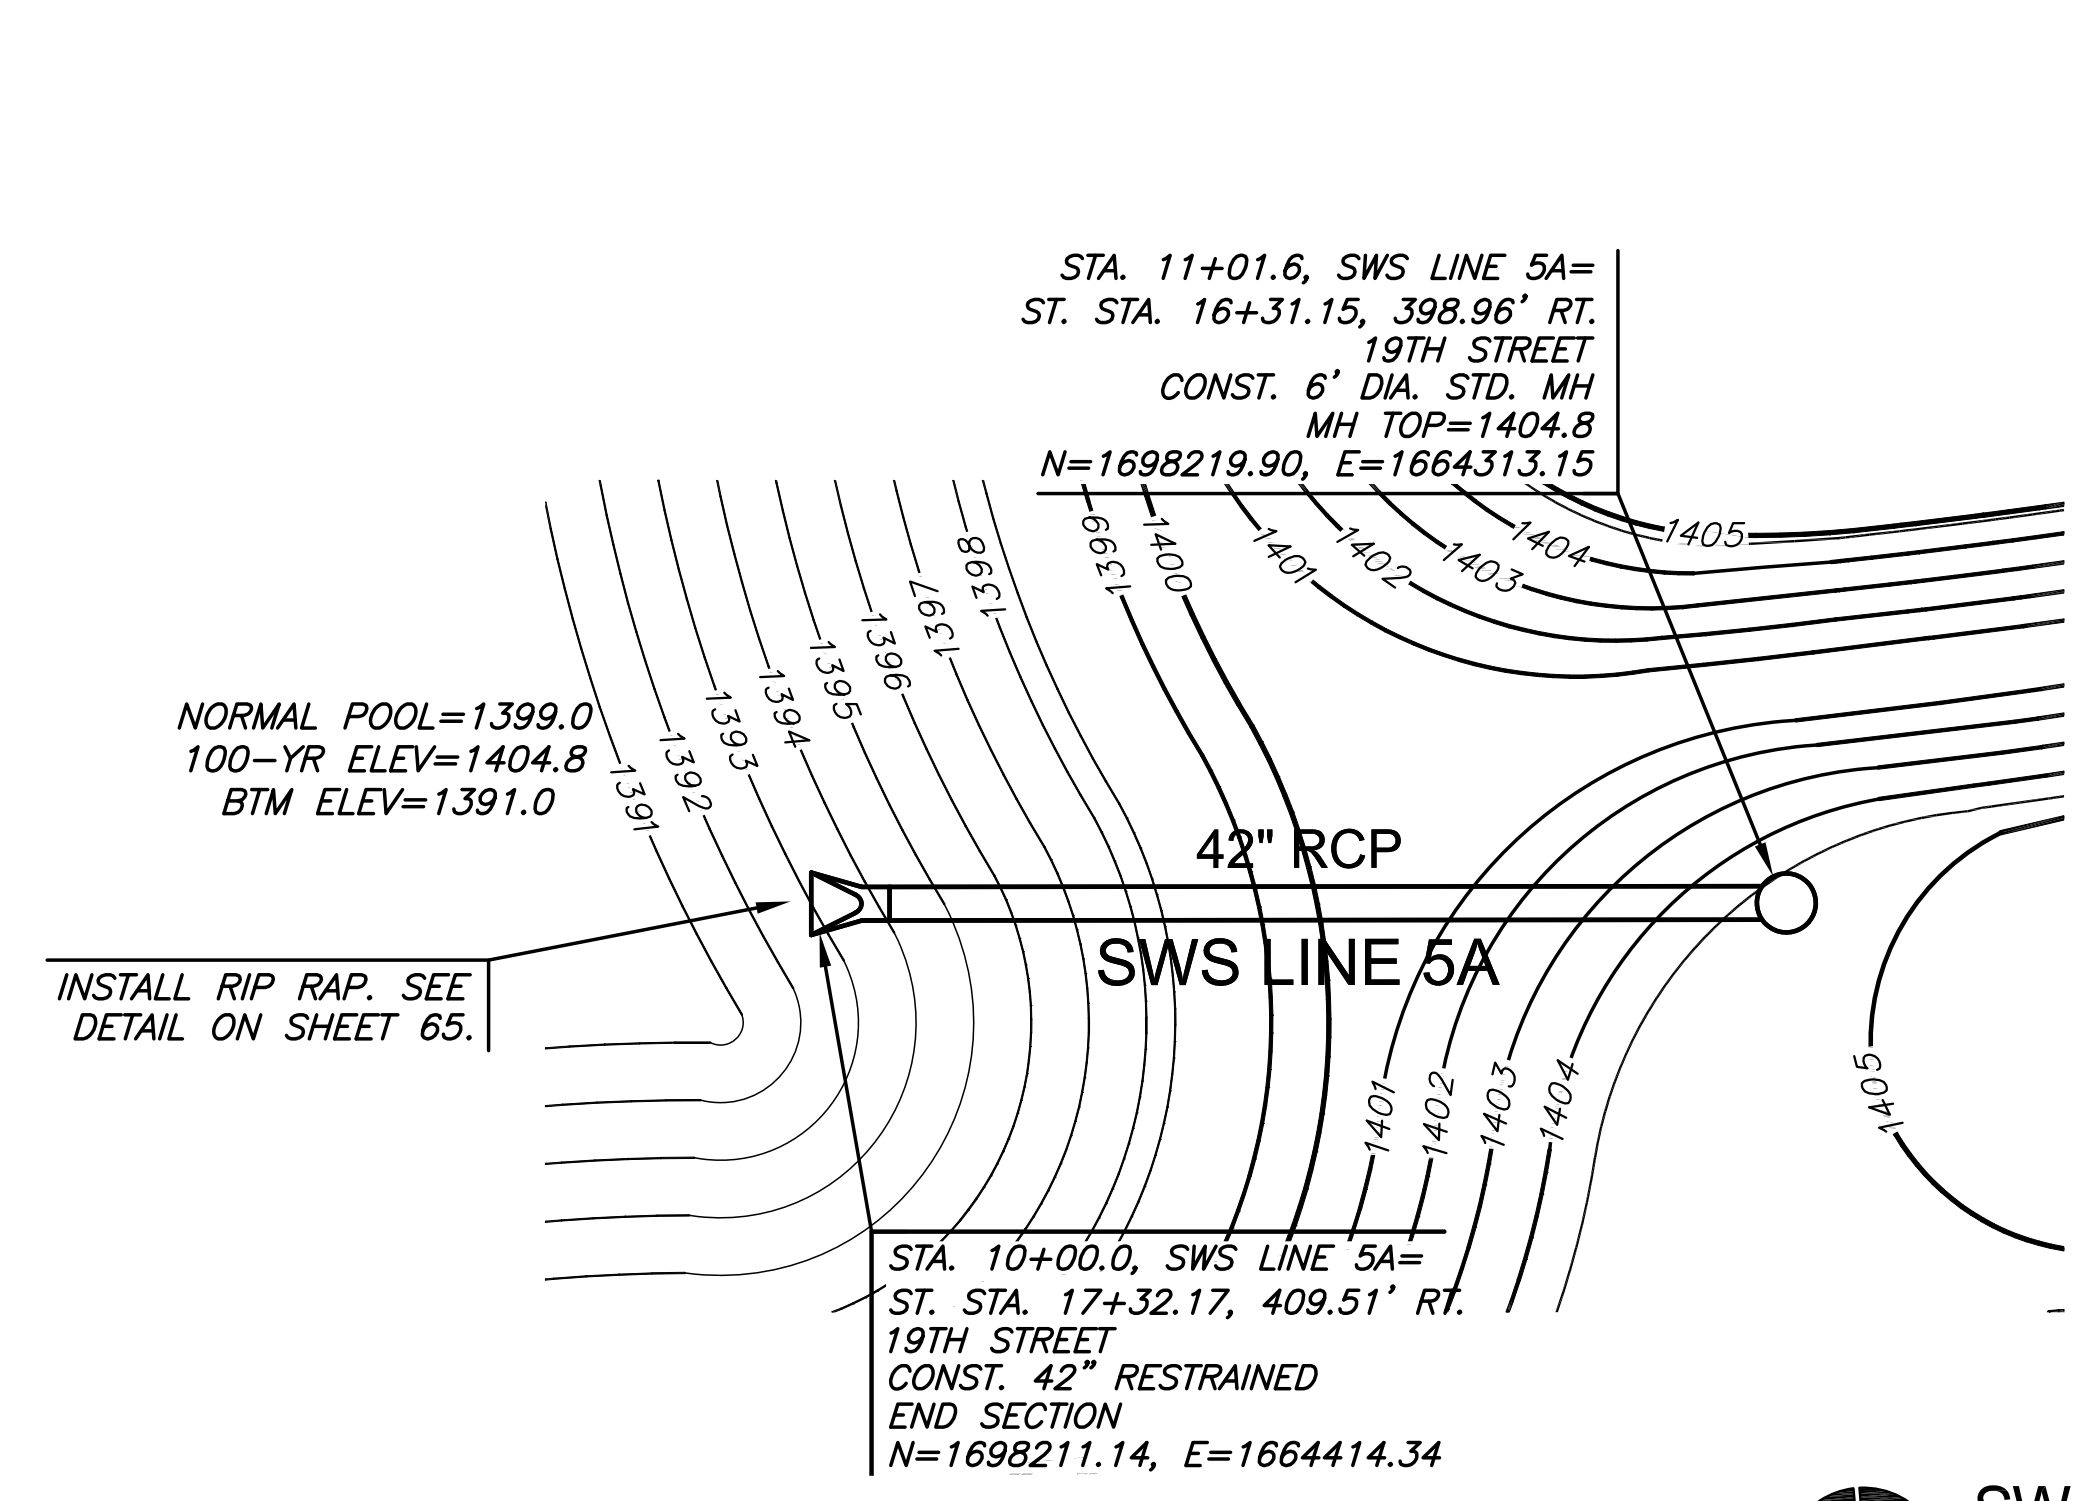 STA. 11+01.6, SWS LINE 5A=
ST. STA. 16+31.15, 398.96' RT.
19TH STREET
CONST. 6' DIA. STD. MH
MH TOP=1404.8
N=1698219.90, E=1664313.15
1399
1400
1401
1402
1403
1404
1405
1398
1397
1396
1395
1394
1393
1392
1391
NORMAL POOL=1399.0
100-YR ELEV=1404.8
BTM ELEV=1391.0
42" RCP
SWS LINE 5A
INSTALL RIP RAP. SEE
DETAIL ON SHEET 65.
1401
1402
1403
1404
1405
STA. 10+00.0, SWS LINE 5A=
ST. STA. 17+32.17, 409.51' RT.
19TH STREET
CONST. 42" RESTRAINED
END SECTION
N=1698211.14, E=1664414.34